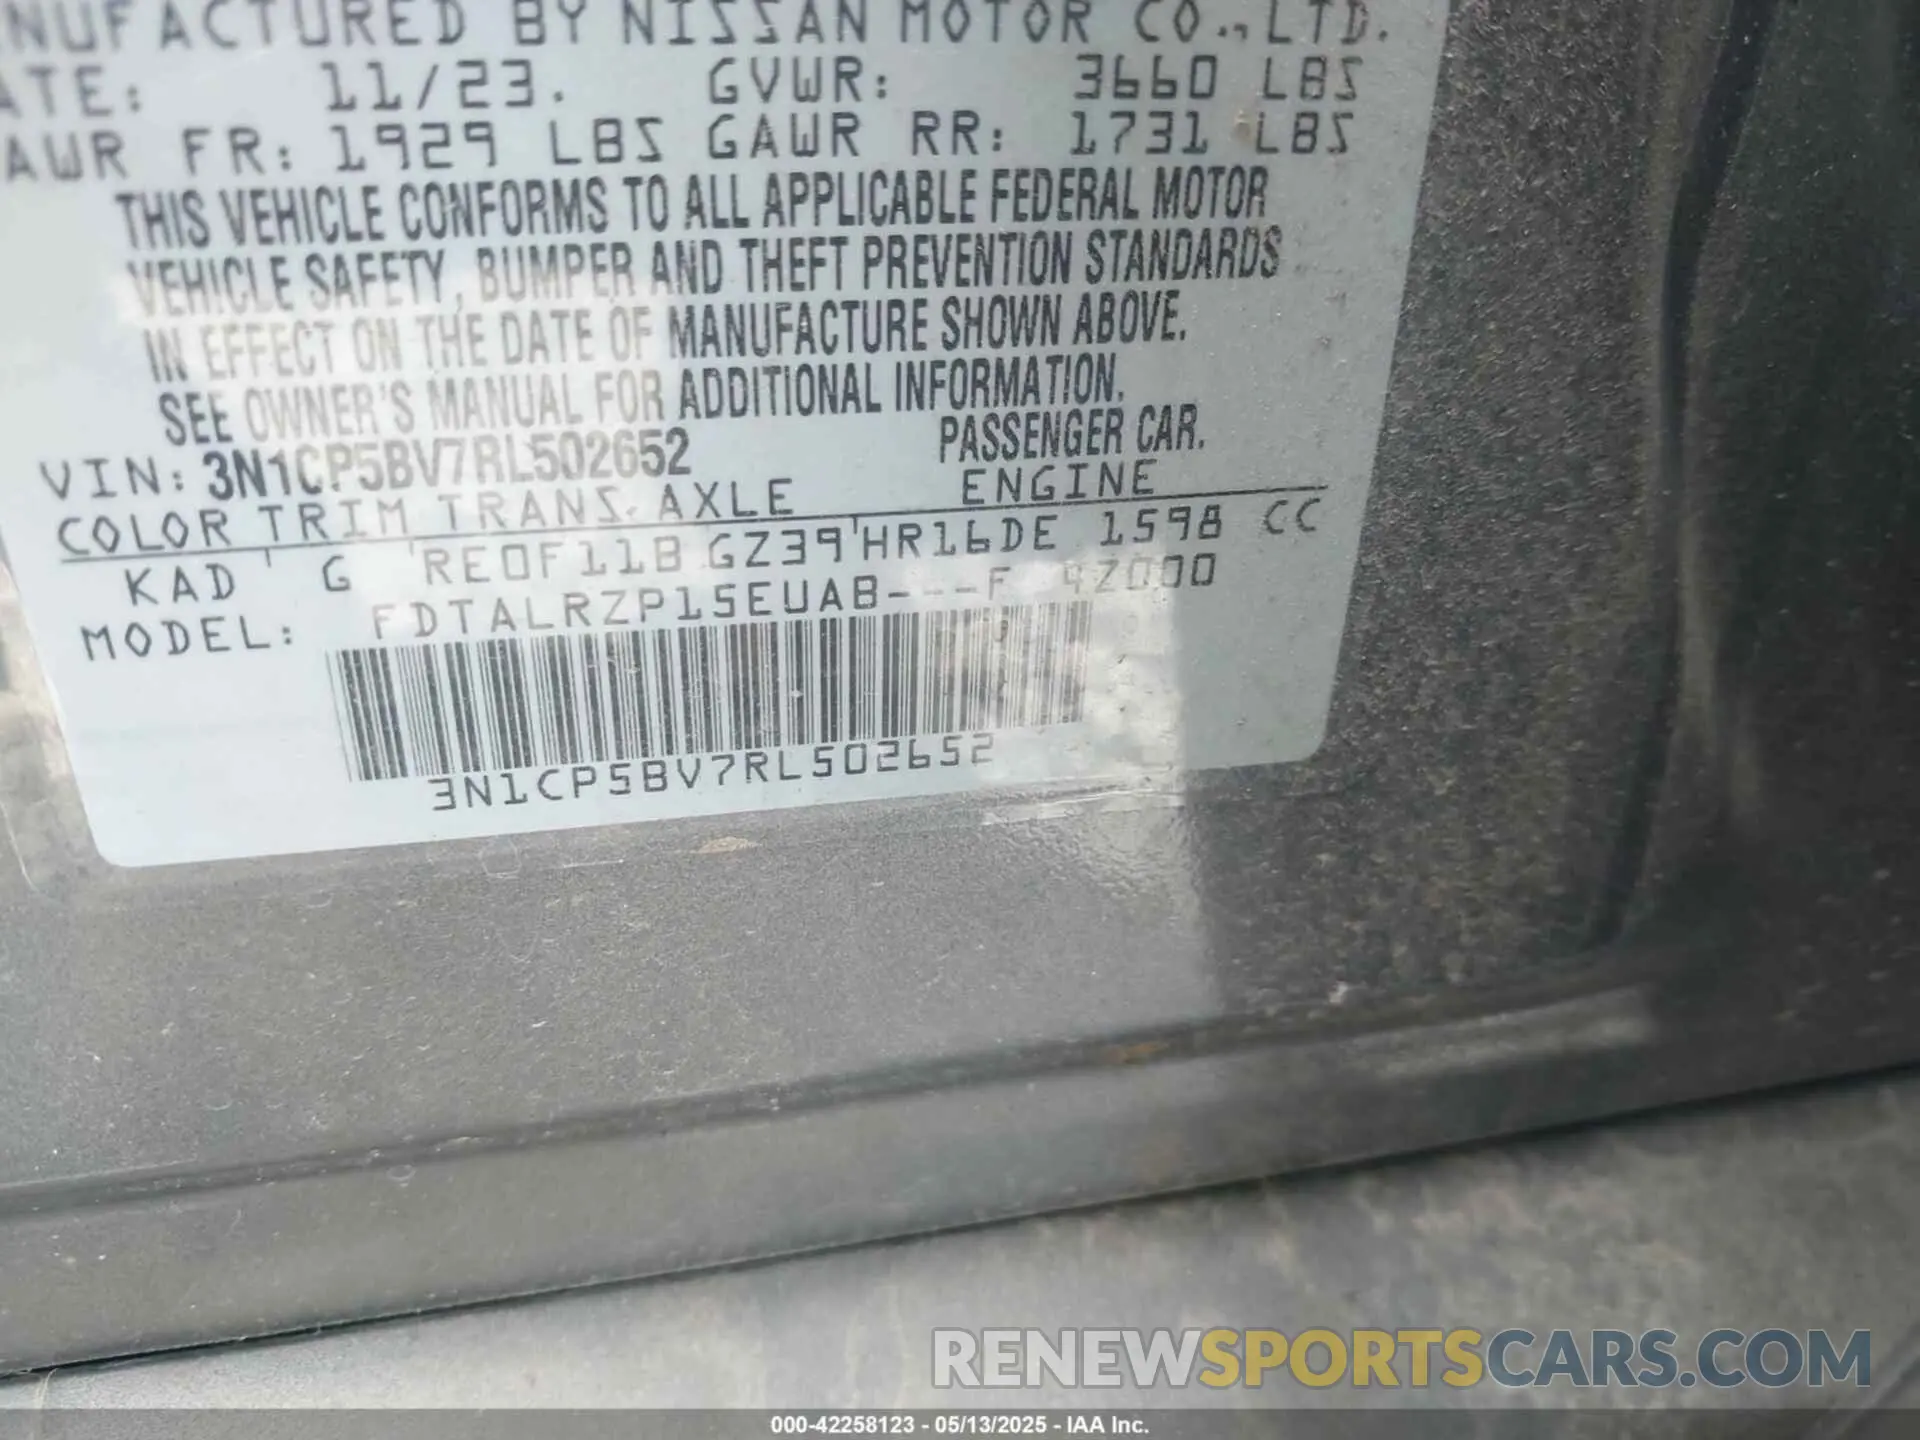 NUFACTURED BY NISSAN MOTOR CO., LTD.
ATE: 11/23. GVWR: 3660 LBS
AWR FR: 1929 LBS GAWR RR: 1731 LBS
THIS VEHICLE CONFORMS TO ALL APPLICABLE FEDERAL MOTOR
VEHICLE SAFETY, BUMPER AND THEFT PREVENTION STANDARDS
IN EFFECT ON THE DATE OF MANUFACTURE SHOWN ABOVE.
SEE OWNER'S MANUAL FOR ADDITIONAL INFORMATION.
VIN: 3N1CP5BV7RL502652 PASSENGER CAR.
COLOR TRIM TRANS. AXLE ENGINE
KAD G RE0F11B GZ39 HR16DE 1598 CC
MODEL: FDTALRZP15EUAB---F 9Z000
3N1CP5BV7RL502652
RENEWSPORTSCARS.COM
000-42258123 - 05/13/2025 - IAA Inc.